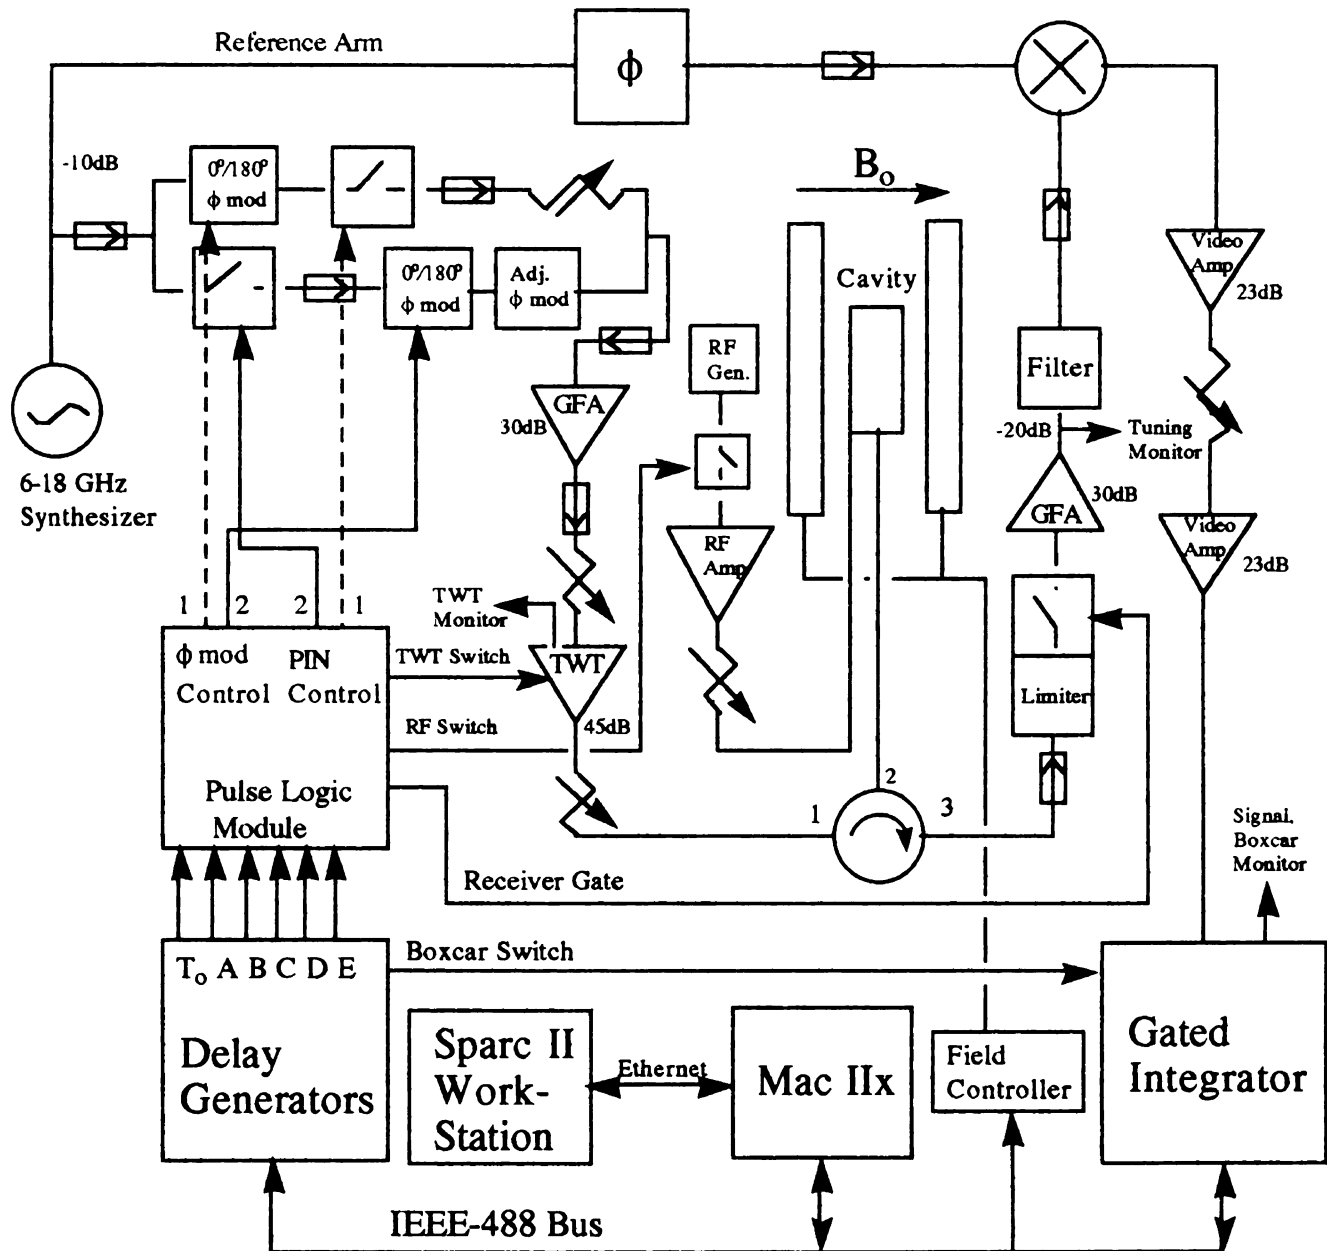 Reference Arm
ϕ
-10dB
0°/180°
ϕ mod
B₀
0°/180°
ϕ mod
Adj.
ϕ mod
Cavity
Video
Amp
23dB
RF
Gen.
Filter
GFA
30dB
-20dB
Tuning
Monitor
6-18 GHz
Synthesizer
30dB
GFA
RF
Amp
Video
Amp
23dB
1 2 2 1
TWT
Monitor
ϕ mod
Control
PIN
Control
TWT Switch
TWT
Limiter
RF Switch
45dB
Pulse Logic
Module
1
2
3
Signal.
Boxcar
Monitor
Receiver Gate
T₀ A B C D E
Boxcar Switch
Delay
Generators
Sparc II
Work-
Station
Ethernet
Mac IIx
Field
Controller
Gated
Integrator
IEEE-488 Bus